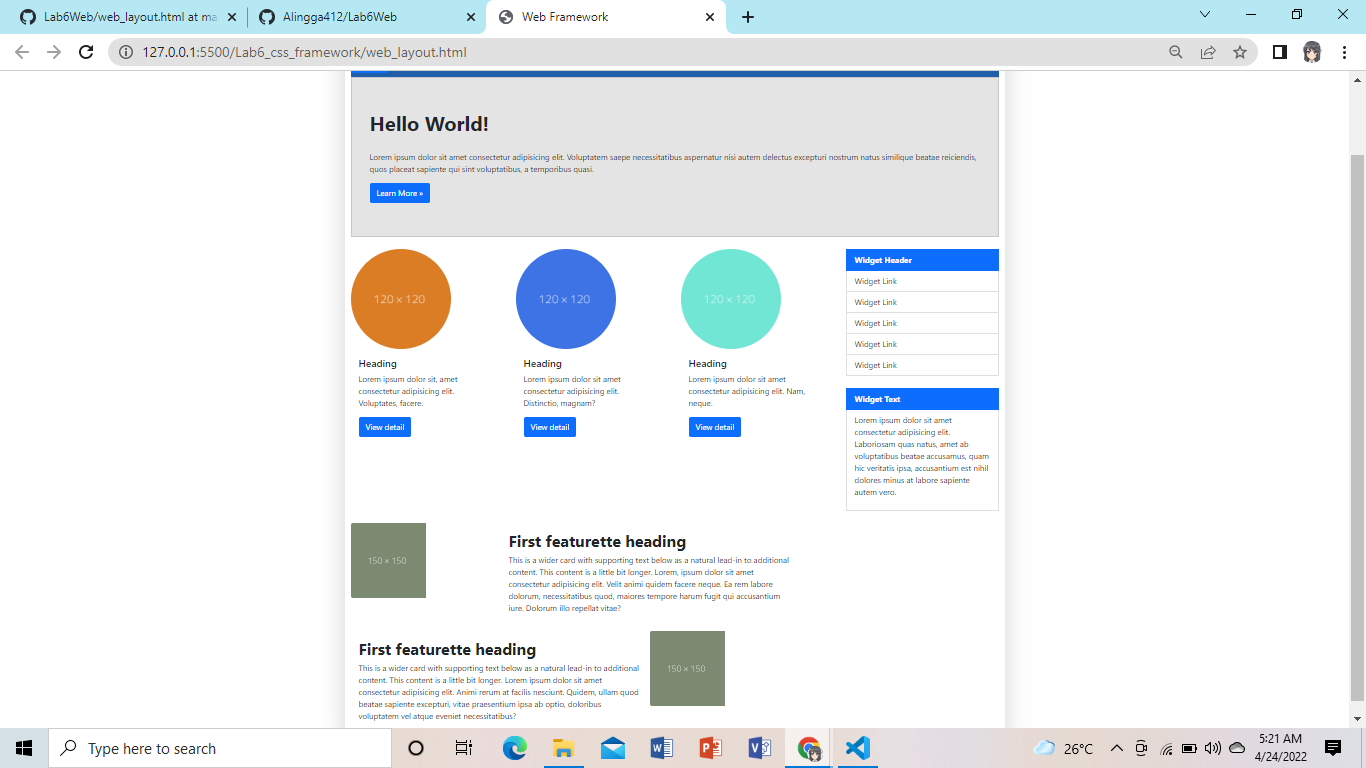 Lab6Web/web_layout.html at ma
Alingga412/Lab6Web
Web Framework
127.0.0.1:5500/Lab6_css_framework/web_layout.html
Hello World!
Lorem ipsum dolor sit amet consectetur adipisicing elit. Voluptatem saepe necessitatibus aspernatur nisi autem delectus excepturi nostrum natus similique beatae reiciendis,
quos placeat sapiente qui sint voluptatibus, a temporibus quasi.
Learn More »
120 × 120
120 × 120
120 × 120
Heading
Lorem ipsum dolor sit, amet
consectetur adipisicing elit.
Voluptates, facere.
View detail
Heading
Lorem ipsum dolor sit amet
consectetur adipisicing elit.
Distinctio, magnam?
View detail
Heading
Lorem ipsum dolor sit amet
consectetur adipisicing elit. Nam,
neque.
View detail
Widget Header
Widget Link
Widget Link
Widget Link
Widget Link
Widget Link
Widget Text
Lorem ipsum dolor sit amet
consectetur adipisicing elit.
Laboriosam quas natus, amet ab
voluptatibus beatae accusamus, quam
hic veritatis ipsa, accusantium est nihil
dolores minus at labore sapiente
autem vero.
150 × 150
First featurette heading
This is a wider card with supporting text below as a natural lead-in to additional
content. This content is a little bit longer. Lorem, ipsum dolor sit amet
consectetur adipisicing elit. Velit animi quidem facere neque. Ea rem labore
dolorum, necessitatibus quod, maiores tempore harum fugit qui accusantium
iure. Dolorum illo repellat vitae?
First featurette heading
This is a wider card with supporting text below as a natural lead-in to additional
content. This content is a little bit longer. Lorem ipsum dolor sit amet
consectetur adipisicing elit. Animi rerum at facilis nesciunt. Quidem, ullam quod
beatae sapiente excepturi, vitae praesentium ipsa ab optio, doloribus
voluptatem vel atque eveniet necessitatibus?
150 × 150
Type here to search
26°C
5:21 AM
4/24/2022